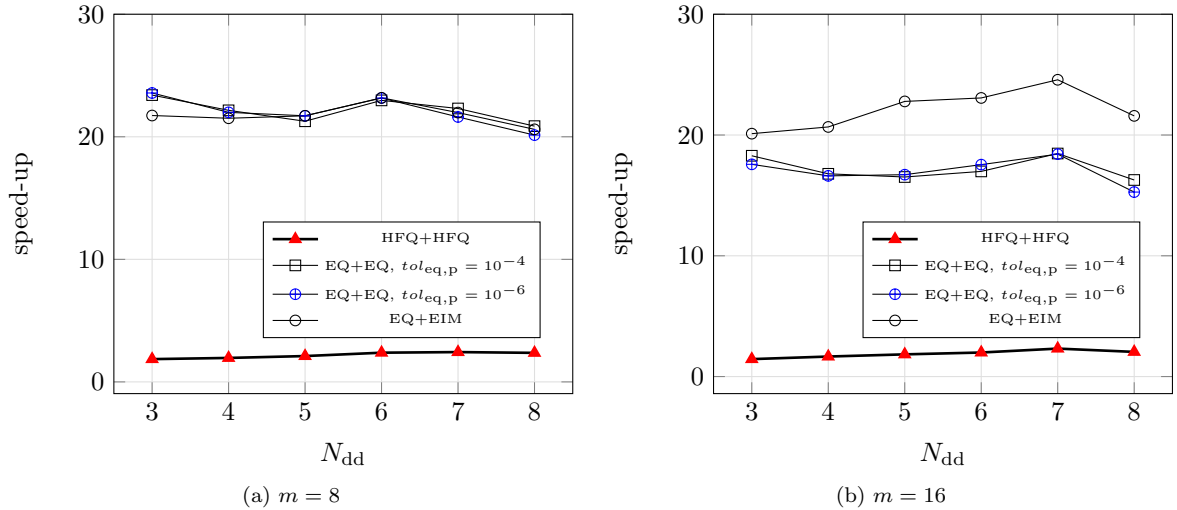 30
20
10
0
speed-up
3 4 5 6 7 8
N_dd
HFQ+HFQ
EQ+EQ, tol_eq,p = 10^−4
EQ+EQ, tol_eq,p = 10^−6
EQ+EIM
(a) m = 8
30
20
10
0
speed-up
3 4 5 6 7 8
N_dd
HFQ+HFQ
EQ+EQ, tol_eq,p = 10^−4
EQ+EQ, tol_eq,p = 10^−6
EQ+EIM
(b) m = 16